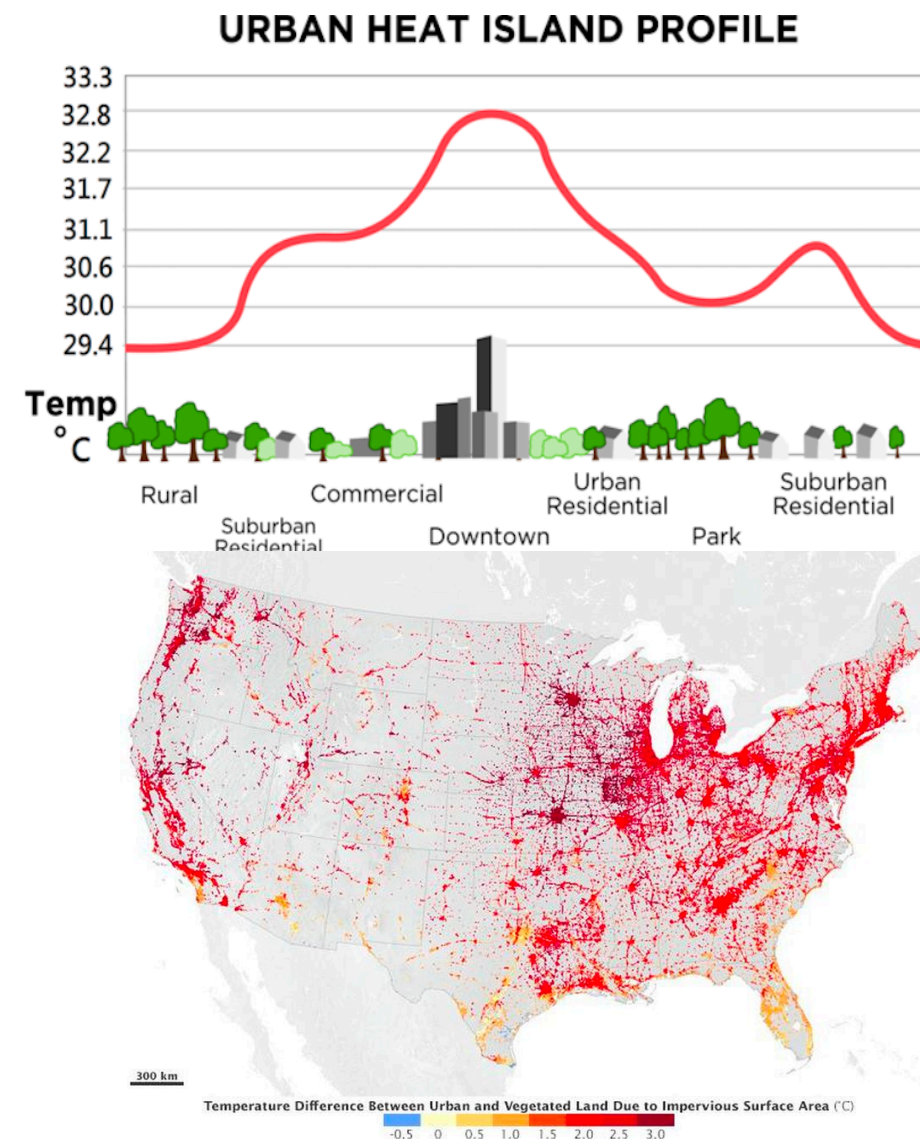 URBAN HEAT ISLAND PROFILE
33.3
32.8
32.2
31.7
31.1
30.6
30.0
29.4
Temp
°
C
Rural
Commercial
Urban
Residential
Suburban
Residential
Suburban
Residential
Downtown
Park
300 km
Temperature Difference Between Urban and Vegetated Land Due to Impervious Surface Area (°C)
-0.5 0 0.5 1.0 1.5 2.0 2.5 3.0